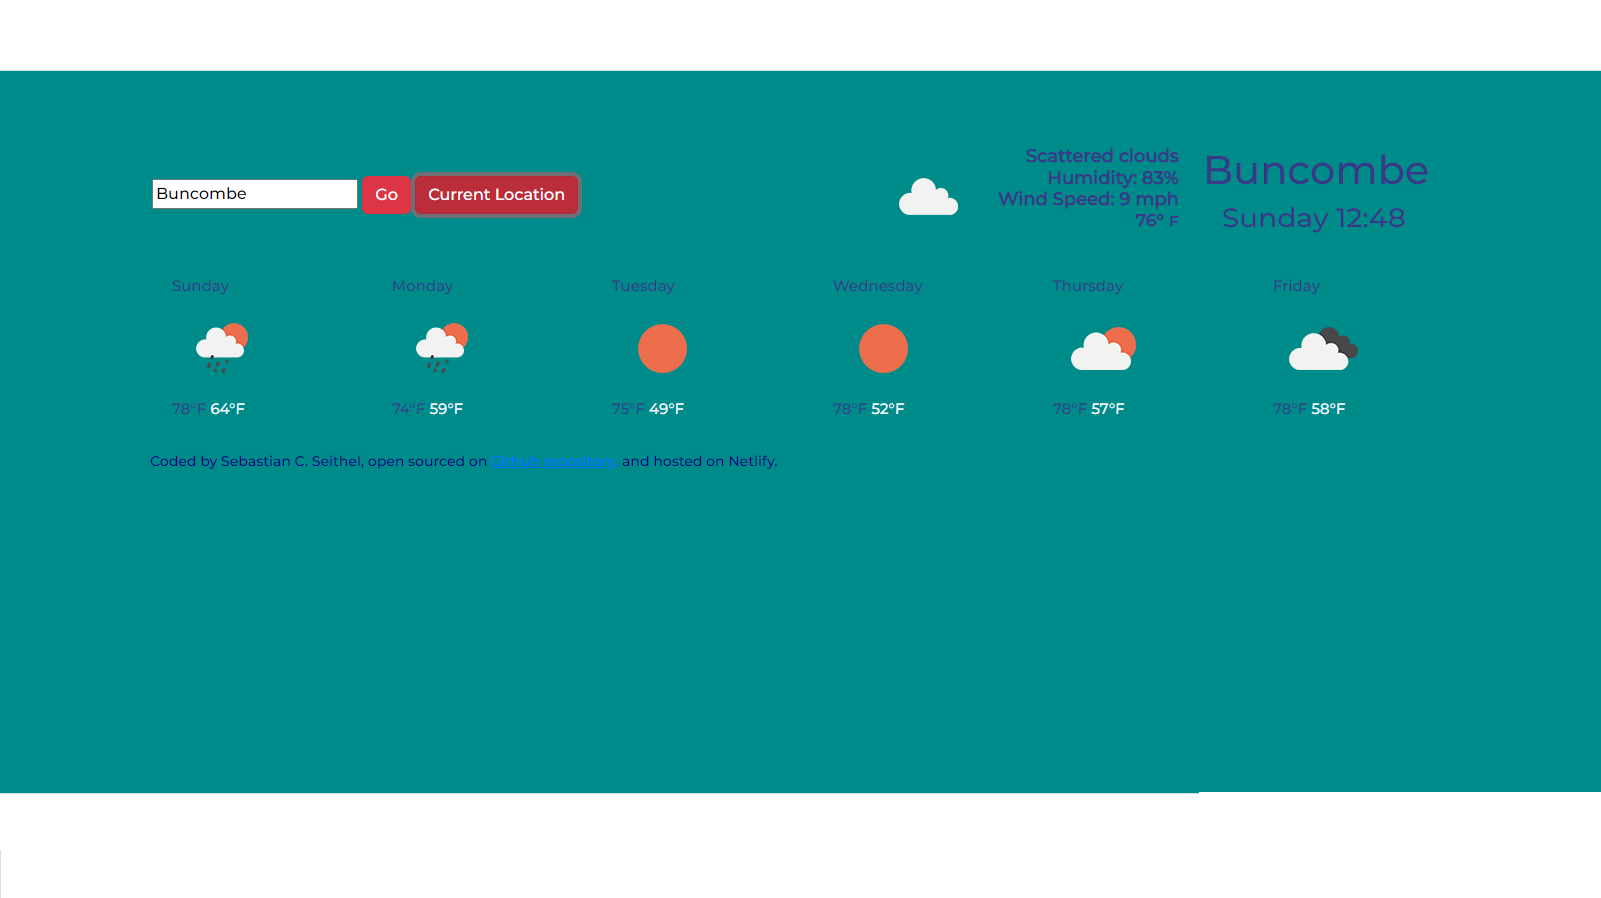 Buncombe Go Current Location
Scattered clouds
Humidity: 83%
Wind Speed: 9 mph
76° F
Buncombe
Sunday 12:48
Sunday Monday Tuesday Wednesday Thursday Friday
78°F 64°F 74°F 59°F 75°F 49°F 78°F 52°F 78°F 57°F 78°F 58°F
Coded by Sebastian C. Seithel, open sourced on Github repository, and hosted on Netlify.